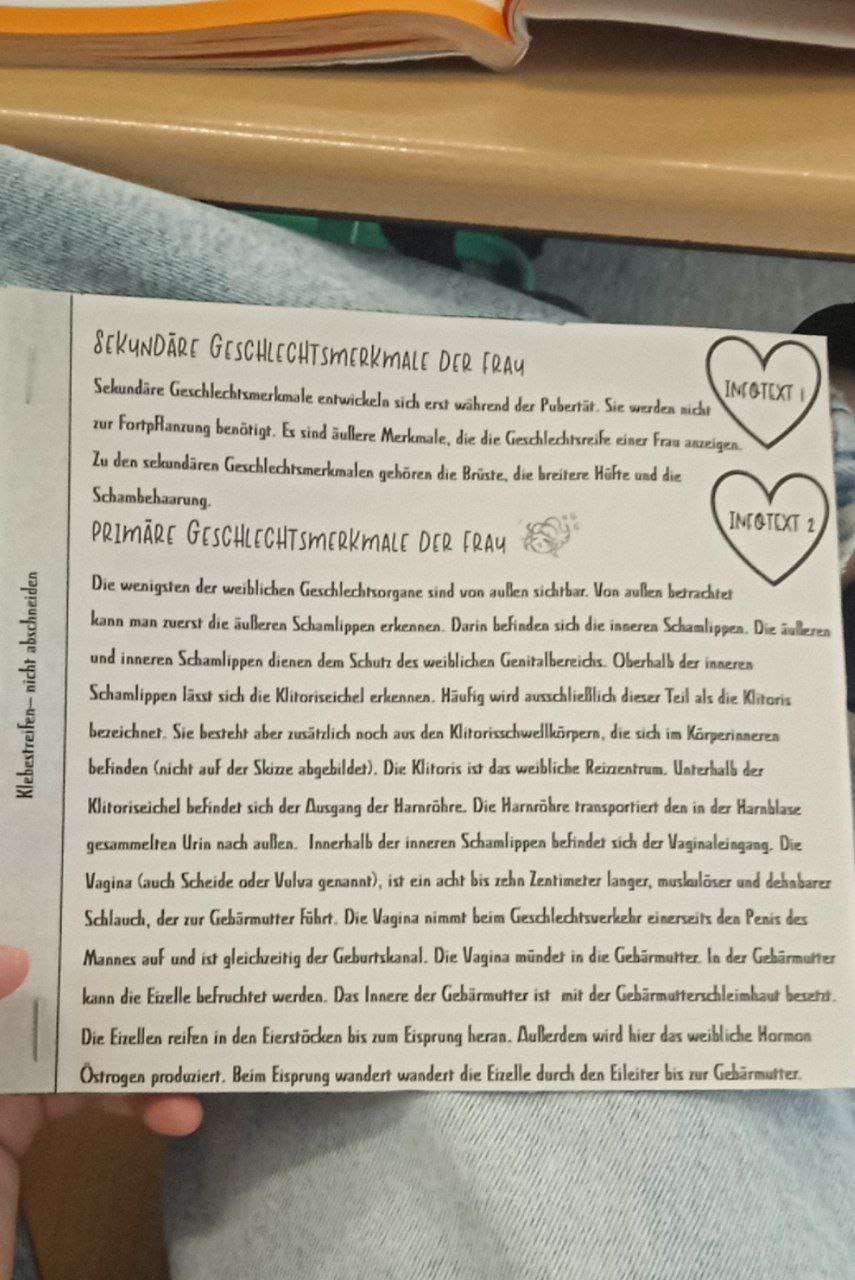 SEKUNDÄRE GESCHLECHTSMERKMALE DER FRAU
INFOTEXT 1
Sekundäre Geschlechtsmerkmale entwickeln sich erst während der Pubertät. Sie werden nicht
zur Fortpflanzung benötigt. Es sind äußere Merkmale, die die Geschlechtsreife einer Frau anzeigen.
Zu den sekundären Geschlechtsmerkmalen gehören die Brüste, die breitere Hüfte und die
Schambehaarung.
PRIMÄRE GESCHLECHTSMERKMALE DER FRAU
INFOTEXT 2
Die wenigsten der weiblichen Geschlechtsorgane sind von außen sichtbar. Von außen betrachtet
kann man zuerst die äußeren Schamlippen erkennen. Darin befinden sich die inneren Schamlippen. Die äußeren
und inneren Schamlippen dienen dem Schutz des weiblichen Genitalbereichs. Oberhalb der inneren
Schamlippen lässt sich die Klitoriseichel erkennen. Häufig wird ausschließlich dieser Teil als die Klitoris
bezeichnet. Sie besteht aber zusätzlich noch aus den Klitorisschwellkörpern, die sich im Körperinneren
befinden (nicht auf der Skizze abgebildet). Die Klitoris ist das weibliche Reizzentrum. Unterhalb der
Klitoriseichel befindet sich der Ausgang der Harnröhre. Die Harnröhre transportiert den in der Harnblase
gesammelten Urin nach außen. Innerhalb der inneren Schamlippen befindet sich der Vaginaleingang. Die
Vagina (auch Scheide oder Vulva genannt), ist ein acht bis zehn Zentimeter langer, muskulöser und dehnbarer
Schlauch, der zur Gebärmutter führt. Die Vagina nimmt beim Geschlechtsverkehr einerseits den Penis des
Mannes auf und ist gleichzeitig der Geburtskanal. Die Vagina mündet in die Gebärmutter. In der Gebärmutter
kann die Eizelle befruchtet werden. Das Innere der Gebärmutter ist mit der Gebärmutterschleimhaut besetzt.
Die Eizellen reifen in den Eierstöcken bis zum Eisprung heran. Außerdem wird hier das weibliche Hormon
Östrogen produziert. Beim Eisprung wandert wandert die Eizelle durch den Eileiter bis zur Gebärmutter.
Klebestreifen– nicht abschneiden